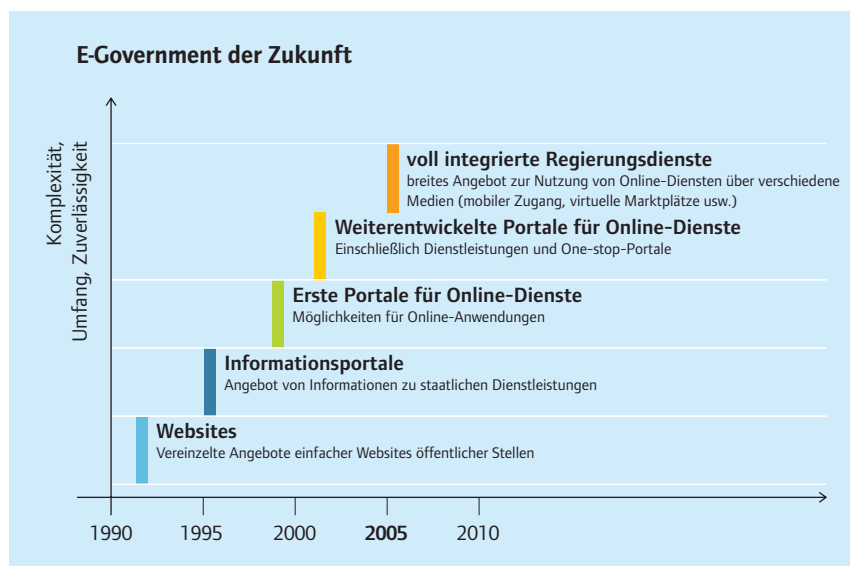 E-Government der Zukunft
Komplexität,
Umfang, Zuverlässigkeit
voll integrierte Regierungsdienste
breites Angebot zur Nutzung von Online-Diensten über verschiedene
Medien (mobiler Zugang, virtuelle Marktplätze usw.)
Weiterentwickelte Portale für Online-Dienste
Einschließlich Dienstleistungen und One-stop-Portale
Erste Portale für Online-Dienste
Möglichkeiten für Online-Anwendungen
Informationsportale
Angebot von Informationen zu staatlichen Dienstleistungen
Websites
Vereinzelte Angebote einfacher Websites öffentlicher Stellen
1990 1995 2000 2005 2010